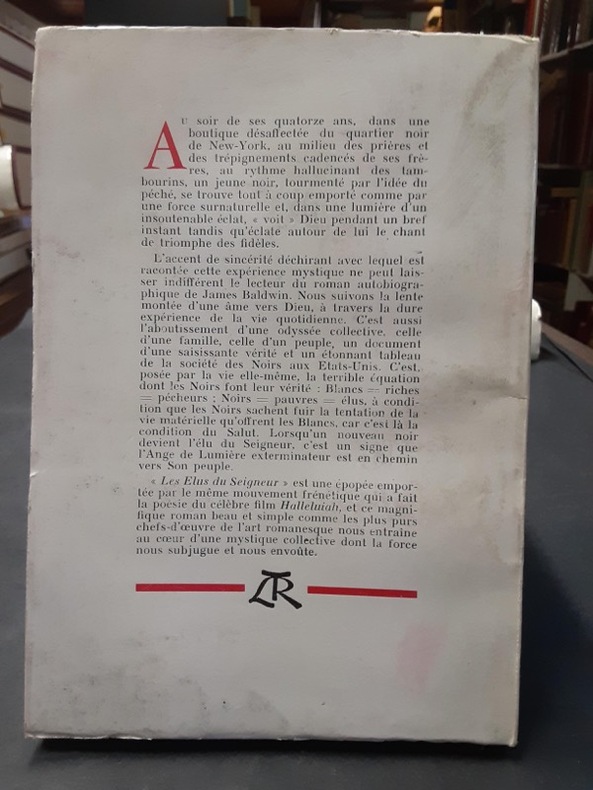 Au soir de ses quatorze ans, dans une
boutique désaffectée du quartier noir
de New-York, au milieu des prières et
des trépignements cadencés de ses frè-
res, au rythme hallucinant des tam-
bourins, un jeune noir, tourmenté par l'idée du
péché, se trouve tout à coup emporté comme par
une force surnaturelle et, dans une lumière d'un
insoutenable éclat, « voit » Dieu pendant un bref
instant tandis qu'éclate autour de lui le chant
de triomphe des fidèles.
L'accent de sincérité déchirant avec lequel est
racontée cette expérience mystique ne peut lais-
ser indifférent le lecteur du roman autobiogra-
phique de James Baldwin. Nous suivons la lente
montée d'une âme vers Dieu, à travers la dure
expérience de la vie quotidienne. C'est aussi
l'aboutissement d'une odyssée collective, celle
d'une famille, celle d'un peuple, un document
d'une saisissante vérité et un étonnant tableau
de la société des Noirs aux Etats-Unis. C'est,
posée par la vie elle-même, la terrible équation
dont les Noirs font leur vérité : Blancs = riches
= pécheurs ; Noirs = pauvres = élus, à condi-
tion que les Noirs sachent fuir la tentation de la
vie matérielle qu'offrent les Blancs, car c'est là la
condition du Salut. Lorsqu'un nouveau noir
devient l'élu du Seigneur, c'est un signe que
l'Ange de Lumière exterminateur est en chemin
vers Son peuple.
« Les Elus du Seigneur » est une épopée empor-
tée par le même mouvement frénétique qui a fait
la poésie du célèbre film Halleluiah, et ce magni-
fique roman beau et simple comme les plus purs
chefs-d'œuvre de l'art romanesque nous entraîne
au cœur d'une mystique collective dont la force
nous subjugue et nous envoûte.
LTR